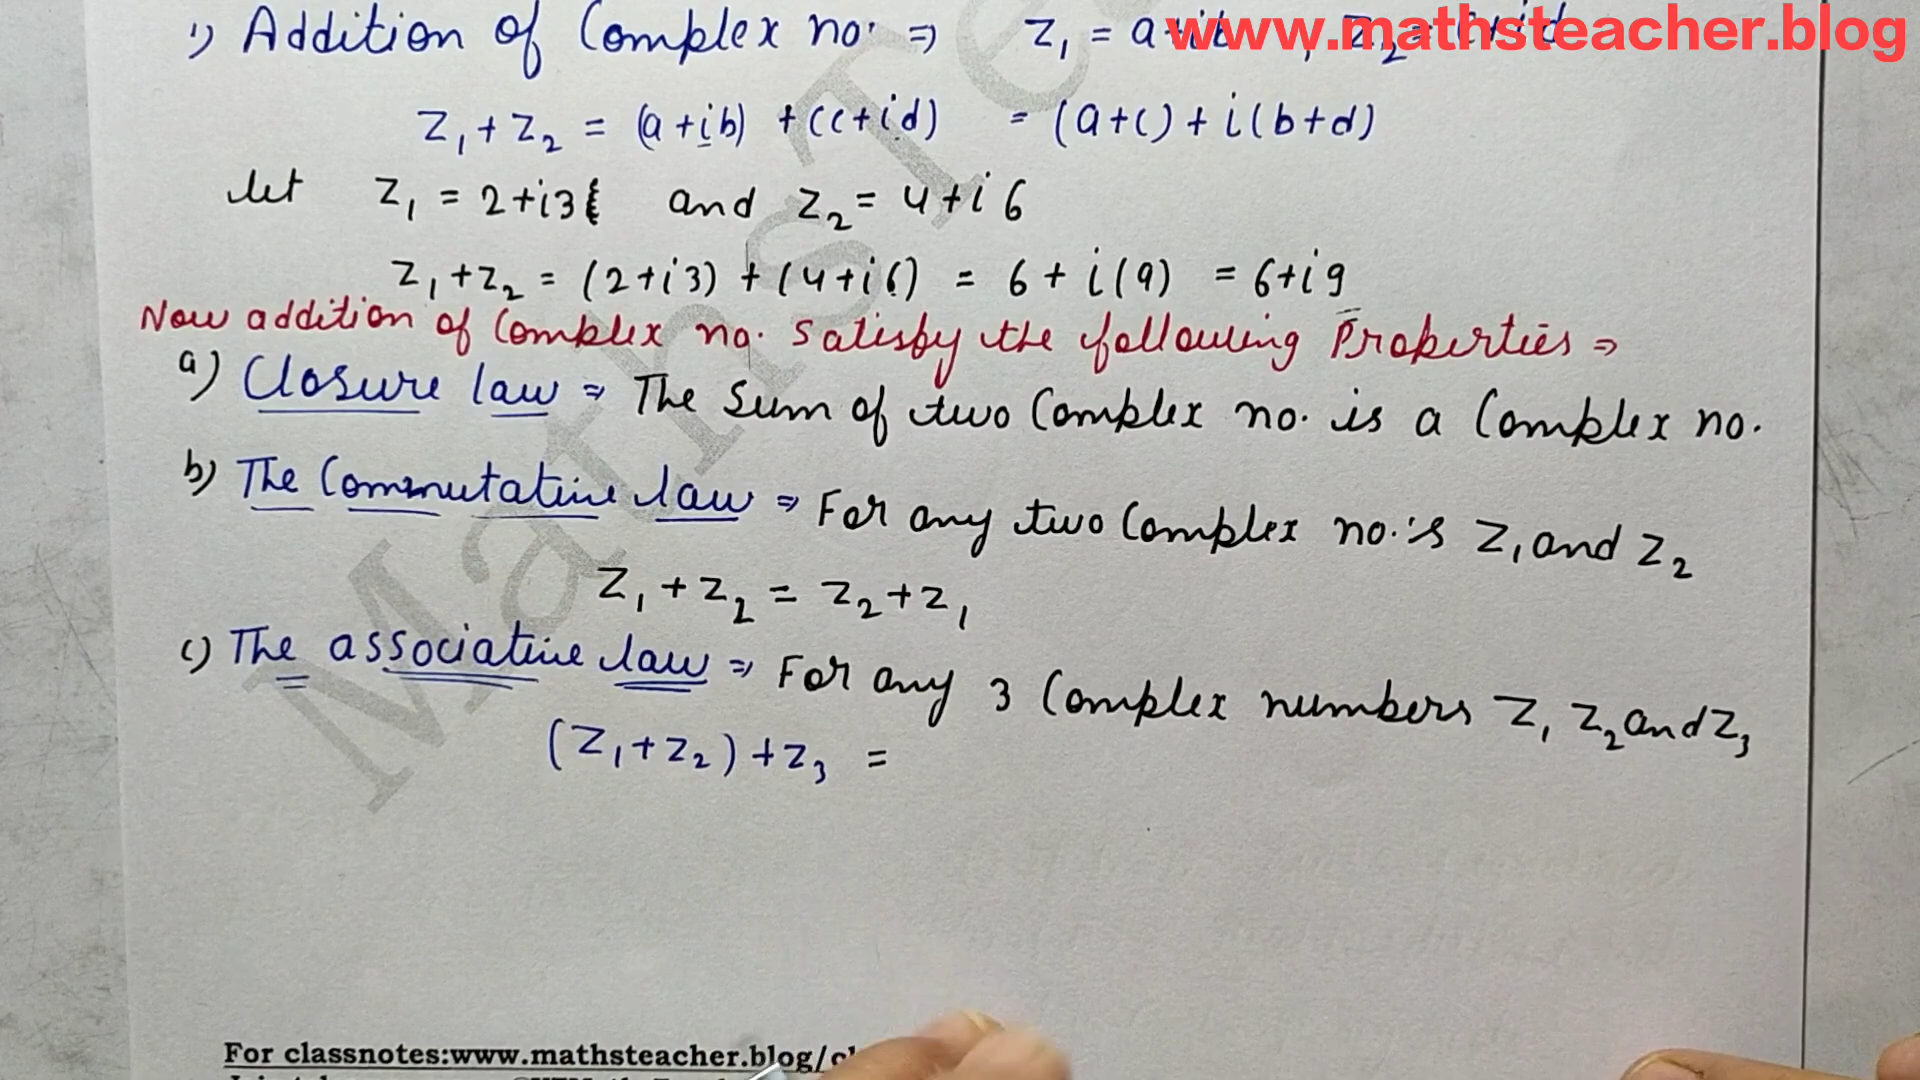 www.mathsteacher.blog
1) Addition of Complex no. ⇒ Z₁ = a+ib, Z₂ = c+id
Z₁+Z₂ = (a+ib) +(c+id) = (a+c)+i(b+d)
let Z₁ = 2+i3 and Z₂ = 4+i6
Z₁+Z₂ = (2+i3) + (4+i6) = 6 + i(9) = 6+i9
Now addition of Complex no. satisfy the following Properties ⇒
a) Closure law ⇒ The Sum of two Complex no. is a Complex no.
b) The Commutative law ⇒ For any two Complex no.'s Z₁ and Z₂
Z₁+Z₂ = Z₂+Z₁
c) The associative law ⇒ For any 3 Complex numbers Z₁ Z₂ and Z₃
(Z₁+Z₂)+Z₃ =
For classnotes:www.mathsteacher.blog/